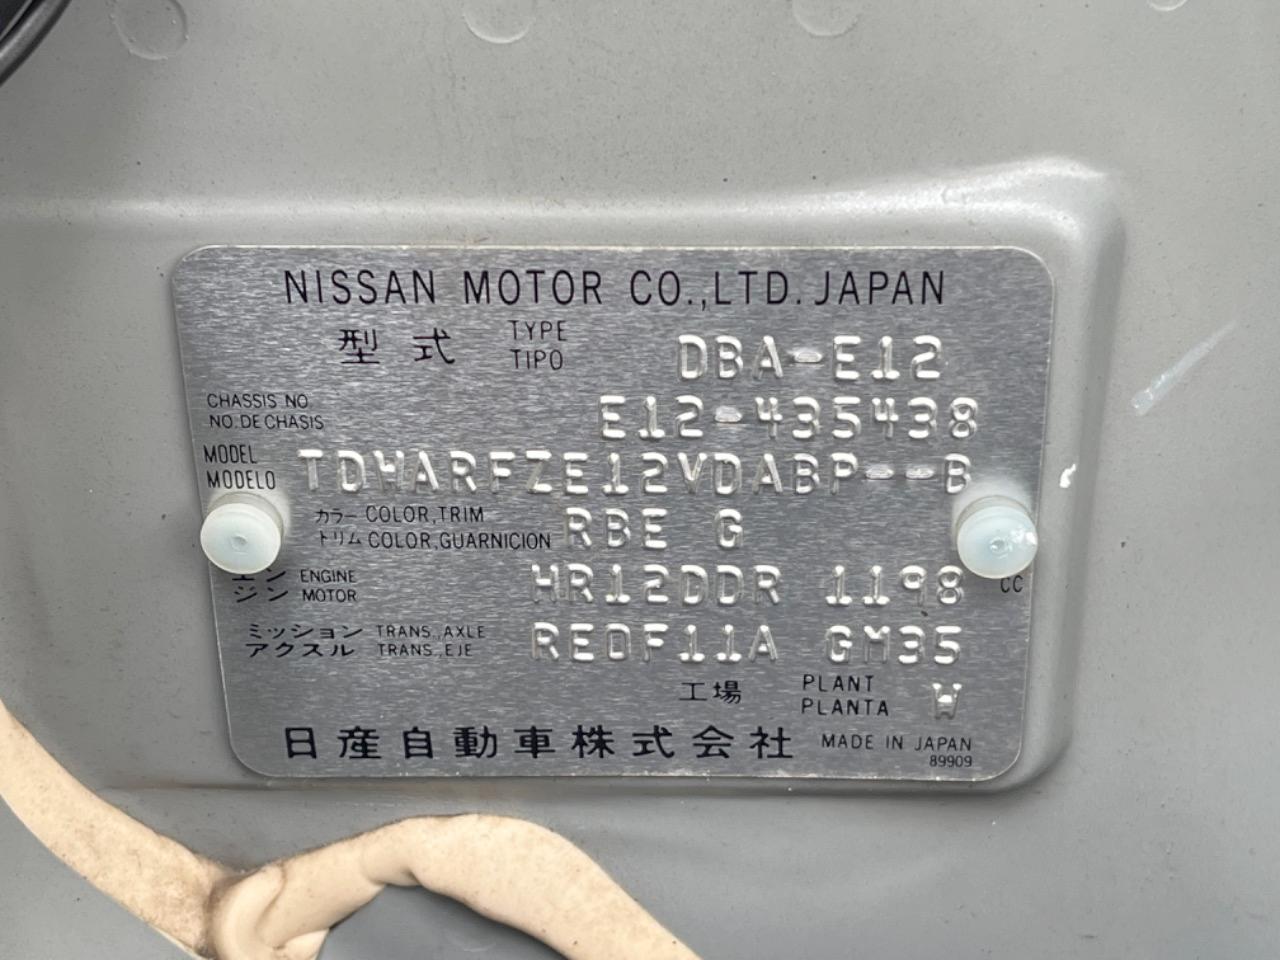 NISSAN MOTOR CO.,LTD. JAPAN
型式 TYPE TIPO DBA-E12
CHASSIS NO.
NO. DE CHASIS E12-435438
MODEL
MODELO TDWARFZE12VDABP--B
カラー COLOR,TRIM
トリム COLOR,GUARNICION RBE G
エンジン ENGINE MOTOR HR12DDR 1198 CC
ミッション TRANS.,AXLE
アクスル TRANS.,EJE RE0F11A GM35
工場 PLANT PLANTA W
日産自動車株式会社 MADE IN JAPAN
89909